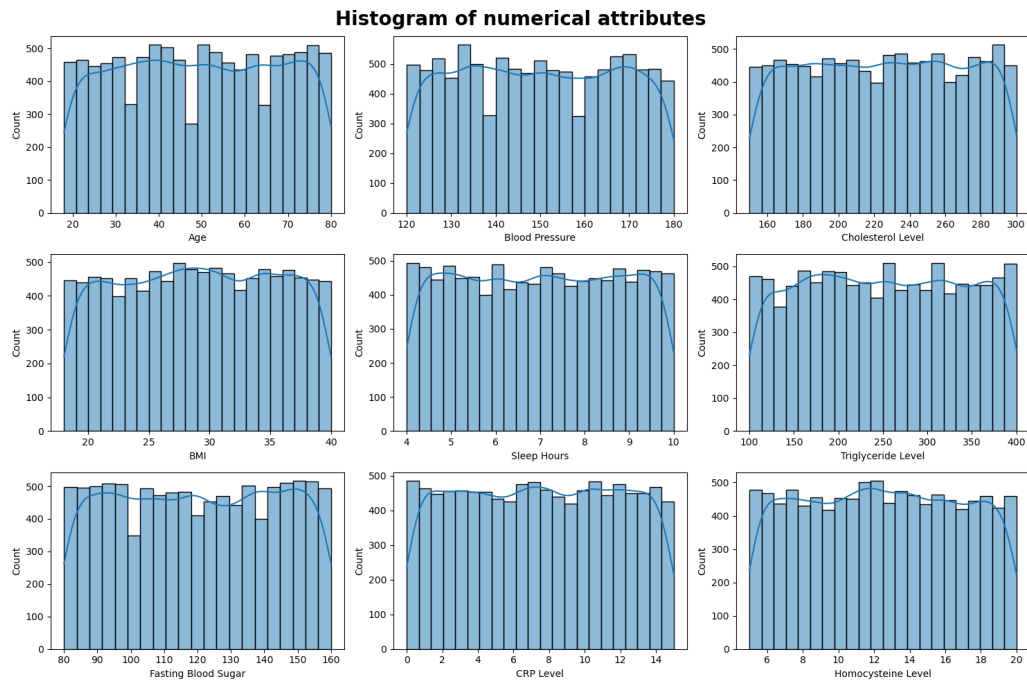 Histogram of numerical attributes
500
400
300
200
100
0
Count
20 30 40 50 60 70 80
Age
500
400
300
200
100
0
Count
120 130 140 150 160 170 180
Blood Pressure
500
400
300
200
100
0
Count
160 180 200 220 240 260 280 300
Cholesterol Level
500
400
300
200
100
0
Count
20 25 30 35 40
BMI
500
400
300
200
100
0
Count
4 5 6 7 8 9 10
Sleep Hours
500
400
300
200
100
0
Count
100 150 200 250 300 350 400
Triglyceride Level
500
400
300
200
100
0
Count
80 90 100 110 120 130 140 150 160
Fasting Blood Sugar
500
400
300
200
100
0
Count
0 2 4 6 8 10 12 14
CRP Level
500
400
300
200
100
0
Count
6 8 10 12 14 16 18 20
Homocysteine Level